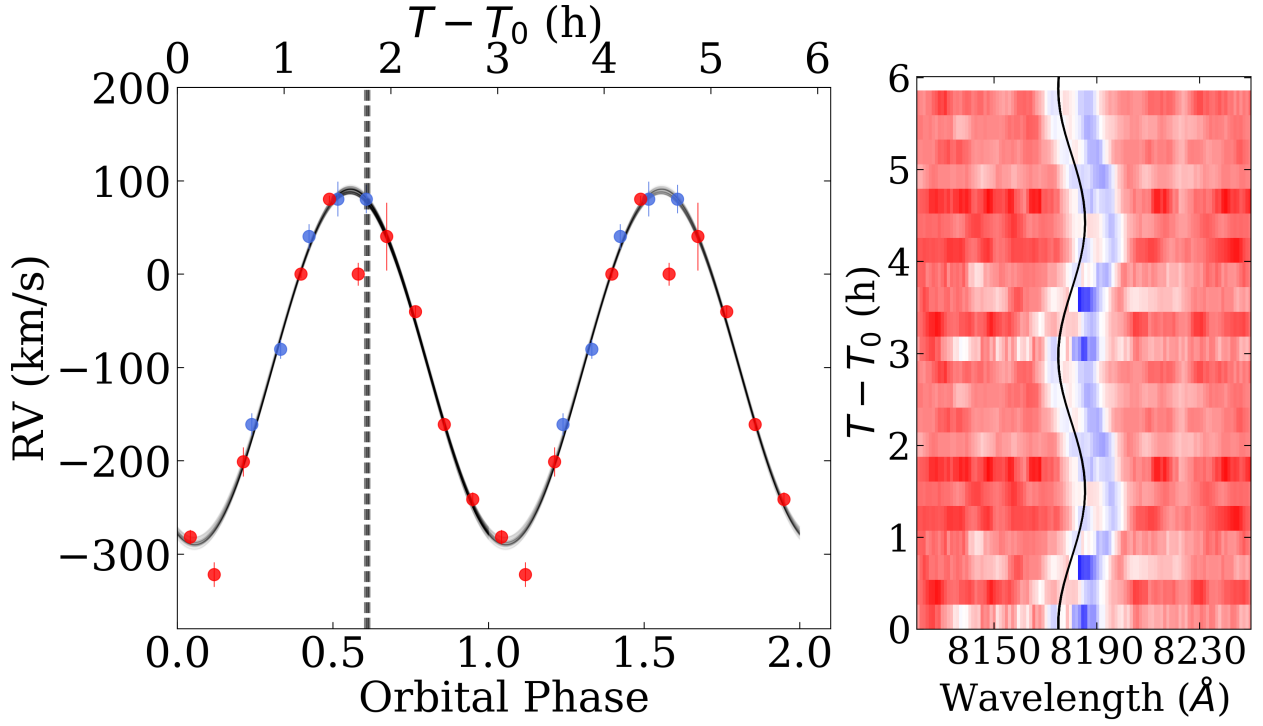 T − T₀ (h)
0 1 2 3 4 5 6
200
100
0
−100
−200
−300
RV (km/s)
0.0 0.5 1.0 1.5 2.0
Orbital Phase
6
5
4
3
2
1
0
T − T₀ (h)
8150 8190 8230
Wavelength (Å)